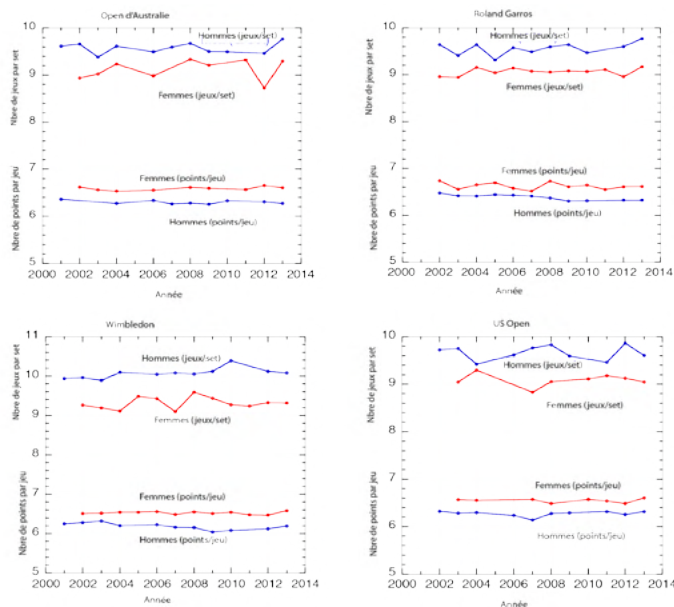 Open d'Australie
Nbre de jeux par set
Nbre de points par jeu
10
9
8
7
6
5
Hommes (jeux/set)
Femmes (jeux/set)
Femmes (points/jeu)
Hommes (points/jeu)
2000 2002 2004 2006 2008 2010 2012 2014
Année
Roland Garros
Nbre de jeux par set
Nbre de points par jeu
10
9
8
7
6
5
Hommes (jeux/set)
Femmes (jeux/set)
Femmes (points/jeu)
Hommes (points/jeu)
2000 2002 2004 2006 2008 2010 2012 2014
Année
Wimbledon
Nbre de jeux par set
Nbre de points par jeu
11
10
9
8
7
6
5
Hommes (jeux/set)
Femmes (jeux/set)
Femmes (points/jeu)
Hommes (points/jeu)
2000 2002 2004 2006 2008 2010 2012 2014
Année
US Open
Nbre de jeux par set
Nbre de points par jeu
10
9
8
7
6
5
Hommes (jeux/set)
Femmes (jeux/set)
Femmes (points/jeu)
Hommes (points/jeu)
2000 2002 2004 2006 2008 2010 2012 2014
Année